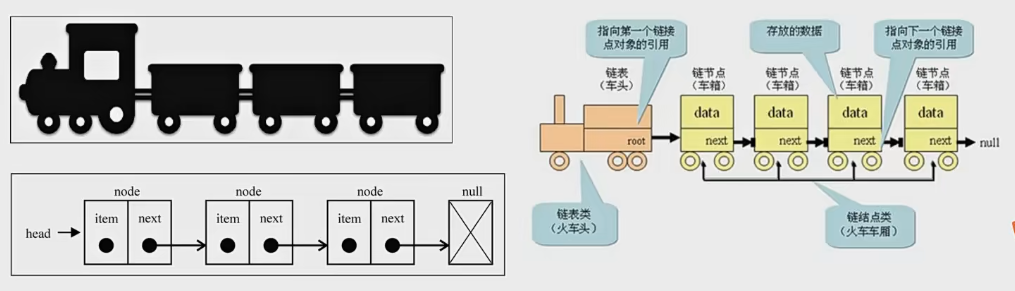 node
node
node
null
item
next
item
next
item
next
head
指向第一个链接
点对象的引用
存放的数据
指向下一个链接
点对象的引用
链表
（车头）
链节点
（车箱）
链节点
（车箱）
链节点
（车箱）
链节点
（车箱）
data
data
data
data
root
next
next
next
next
null
链表类
（火车头）
链结点类
（火车车厢）